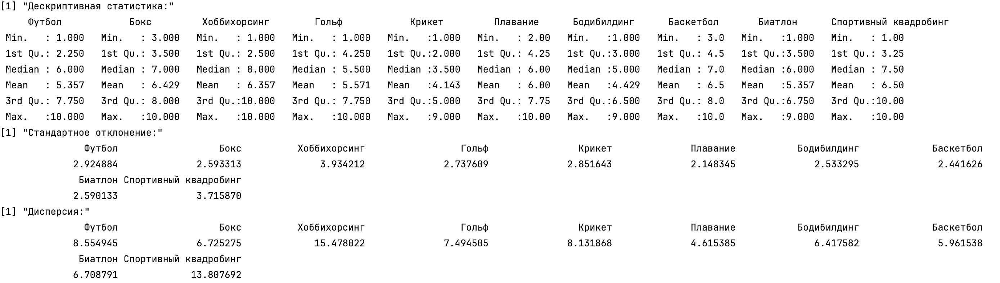 [1] "Дескриптивная статистика:"
Футбол Бокс Хоббихорсинг Гольф Крикет Плавание Бодибилдинг Баскетбол Биатлон Спортивный квадробинг
Min. : 1.000 Min. : 3.000 Min. : 1.000 Min. : 1.000 Min. :1.000 Min. : 2.00 Min. :1.000 Min. : 3.0 Min. :1.000 Min. : 1.00
1st Qu.: 2.250 1st Qu.: 3.500 1st Qu.: 2.500 1st Qu.: 4.250 1st Qu.:2.000 1st Qu.: 4.25 1st Qu.:3.000 1st Qu.: 4.5 1st Qu.:3.500 1st Qu.: 3.25
Median : 6.000 Median : 7.000 Median : 8.000 Median : 5.500 Median :3.500 Median : 6.00 Median :5.000 Median : 7.0 Median :6.000 Median : 7.50
Mean : 5.357 Mean : 6.429 Mean : 6.357 Mean : 5.571 Mean :4.143 Mean : 6.00 Mean :4.429 Mean : 6.5 Mean :5.357 Mean : 6.50
3rd Qu.: 7.750 3rd Qu.: 8.000 3rd Qu.:10.000 3rd Qu.: 7.750 3rd Qu.:5.000 3rd Qu.: 7.75 3rd Qu.:6.500 3rd Qu.: 8.0 3rd Qu.:6.750 3rd Qu.:10.00
Max. :10.000 Max. :10.000 Max. :10.000 Max. :10.000 Max. :9.000 Max. :10.00 Max. :9.000 Max. :10.0 Max. :9.000 Max. :10.00
[1] "Стандартное отклонение:"
Футбол Бокс Хоббихорсинг Гольф Крикет Плавание Бодибилдинг Баскетбол
2.924884 2.593313 3.934212 2.737609 2.851643 2.148345 2.533295 2.441626
Биатлон Спортивный квадробинг
2.590133 3.715870
[1] "Дисперсия:"
Футбол Бокс Хоббихорсинг Гольф Крикет Плавание Бодибилдинг Баскетбол
8.554945 6.725275 15.478022 7.494505 8.131868 4.615385 6.417582 5.961538
Биатлон Спортивный квадробинг
6.708791 13.807692